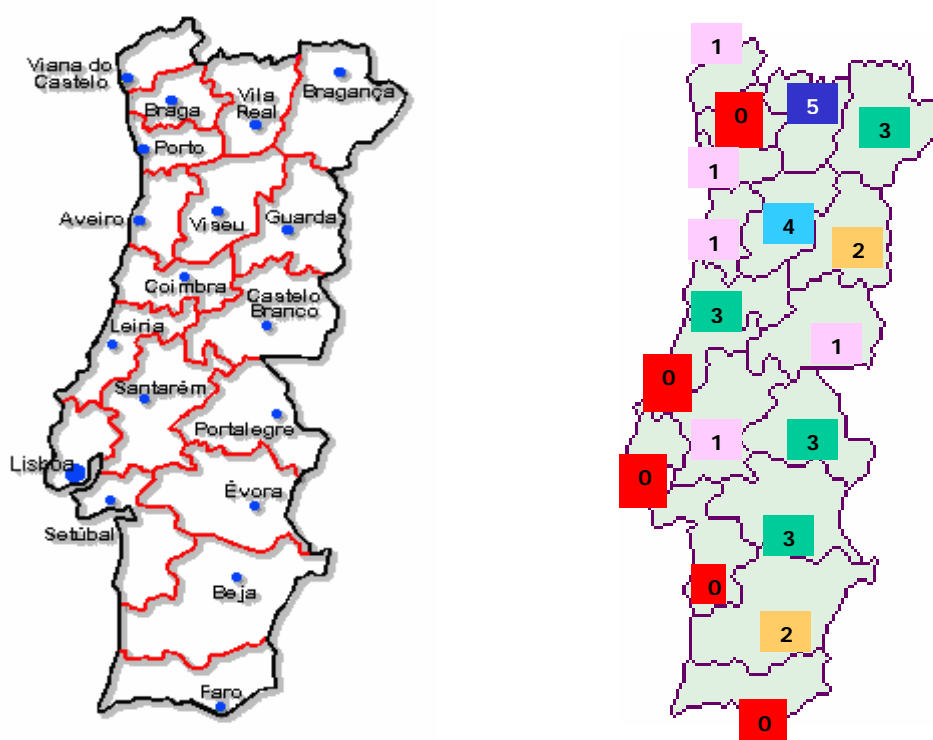 Viana do
Castelo
Braga
Vila
Real
Bragança
Porto
Aveiro
Viseu
Guarda
Coimbra
Castelo
Branco
Leiria
Santarém
Portalegre
Lisboa
Évora
Setúbal
Beja
Faro
1
0
5
3
1
1
4
2
3
1
0
1
3
0
3
0
2
0